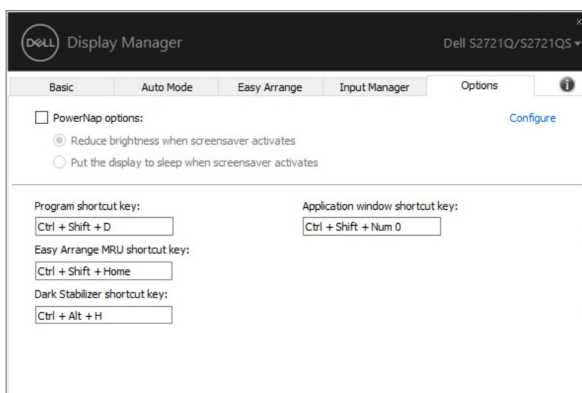 DELL Display Manager
Dell S2721Q/S2721QS
Basic Auto Mode Easy Arrange Input Manager Options
PowerNap options:
Configure
Reduce brightness when screensaver activates
Put the display to sleep when screensaver activates
Program shortcut key:
Ctrl + Shift + D
Application window shortcut key:
Ctrl + Shift + Num 0
Easy Arrange MRU shortcut key:
Ctrl + Shift + Home
Dark Stabilizer shortcut key:
Ctrl + Alt + H